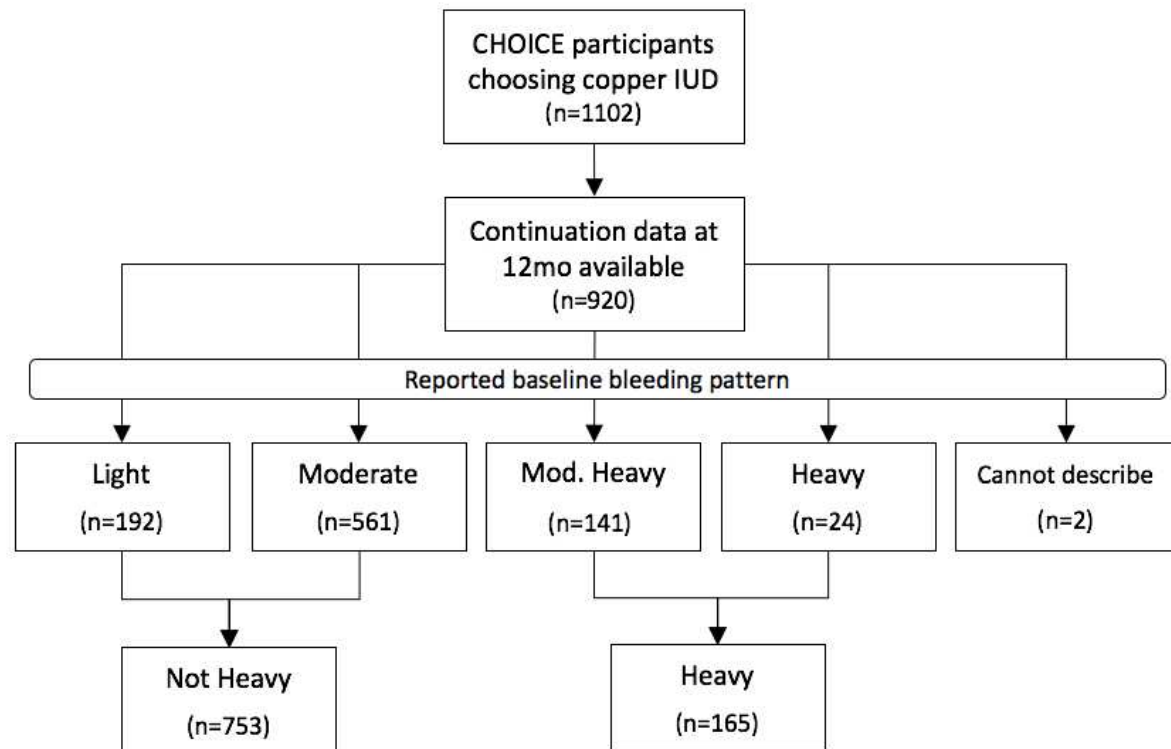 CHOICE participants
choosing copper IUD
(n=1102)
Continuation data at
12mo available
(n=920)
Reported baseline bleeding pattern
Light
(n=192)
Moderate
(n=561)
Mod. Heavy
(n=141)
Heavy
(n=24)
Cannot describe
(n=2)
Not Heavy
(n=753)
Heavy
(n=165)